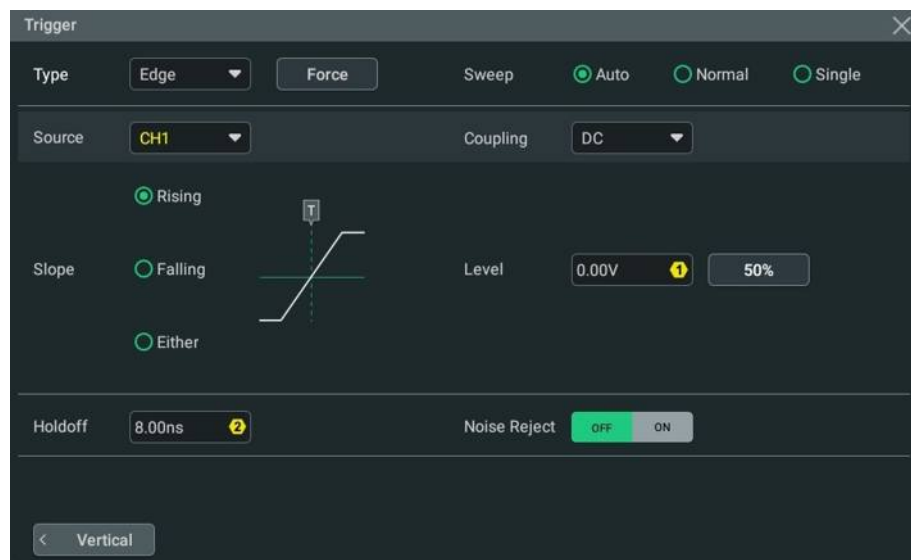 Trigger
Type Edge Force Sweep Auto Normal Single
Source CH1 Coupling DC
Rising
T
Slope Falling Level 0.00V 1 50%
Either
Holdoff 8.00ns 2 Noise Reject OFF ON
< Vertical